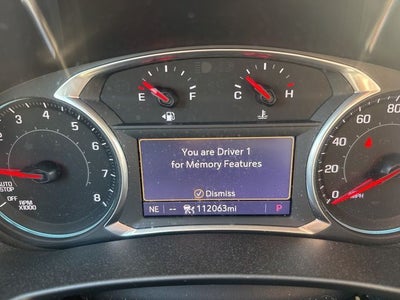 E F
C H
You are Driver 1
for Memory Features
Dismiss
NE -- 112063mi P
2 3 4 5 6 7 8
AUTO
STOP
OFF
RPM
X1000
0 20 40 60 80
MPH